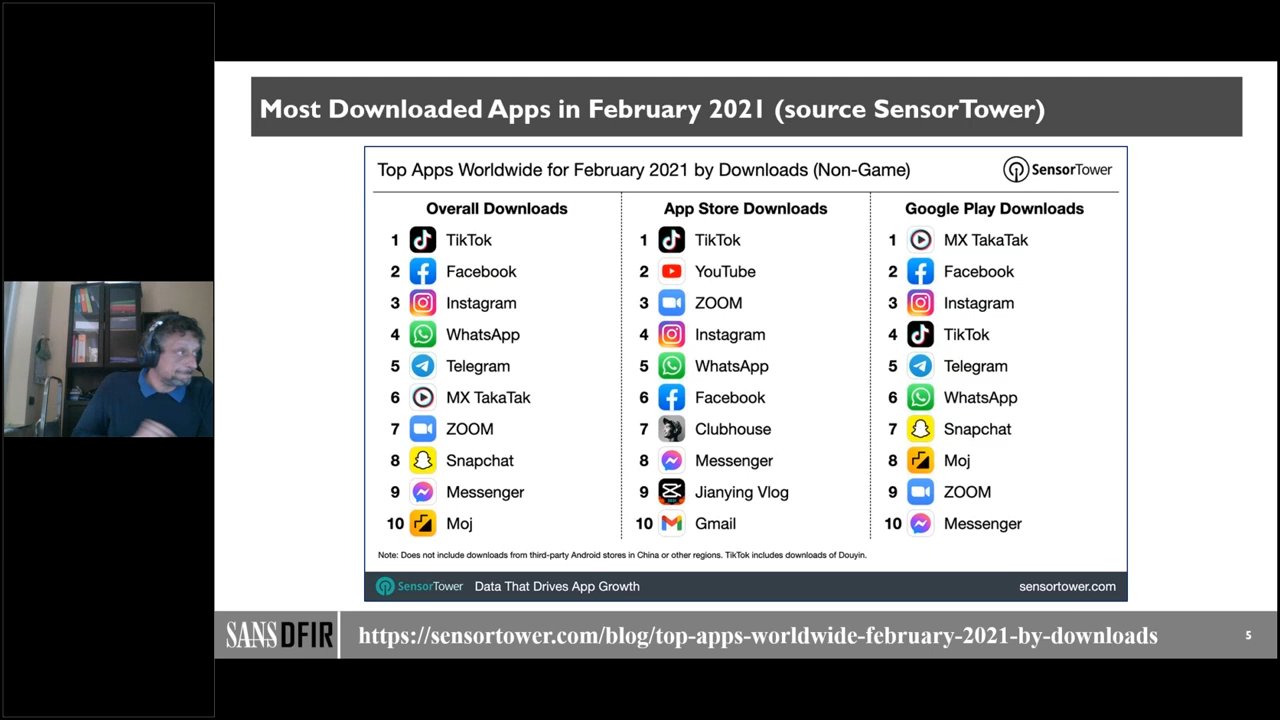 Most Downloaded Apps in February 2021 (source SensorTower)
Top Apps Worldwide for February 2021 by Downloads (Non-Game)
SensorTower
Overall Downloads
1 TikTok
2 Facebook
3 Instagram
4 WhatsApp
5 Telegram
6 MX TakaTak
7 ZOOM
8 Snapchat
9 Messenger
10 Moj
App Store Downloads
1 TikTok
2 YouTube
3 ZOOM
4 Instagram
5 WhatsApp
6 Facebook
7 Clubhouse
8 Messenger
9 Jianying Vlog
10 Gmail
Google Play Downloads
1 MX TakaTak
2 Facebook
3 Instagram
4 TikTok
5 Telegram
6 WhatsApp
7 Snapchat
8 Moj
9 ZOOM
10 Messenger
Note: Does not include downloads from third-party Android stores in China or other regions. TikTok includes downloads of Douyin.
SensorTower Data That Drives App Growth
sensortower.com
SANS DFIR
https://sensortower.com/blog/top-apps-worldwide-february-2021-by-downloads
5